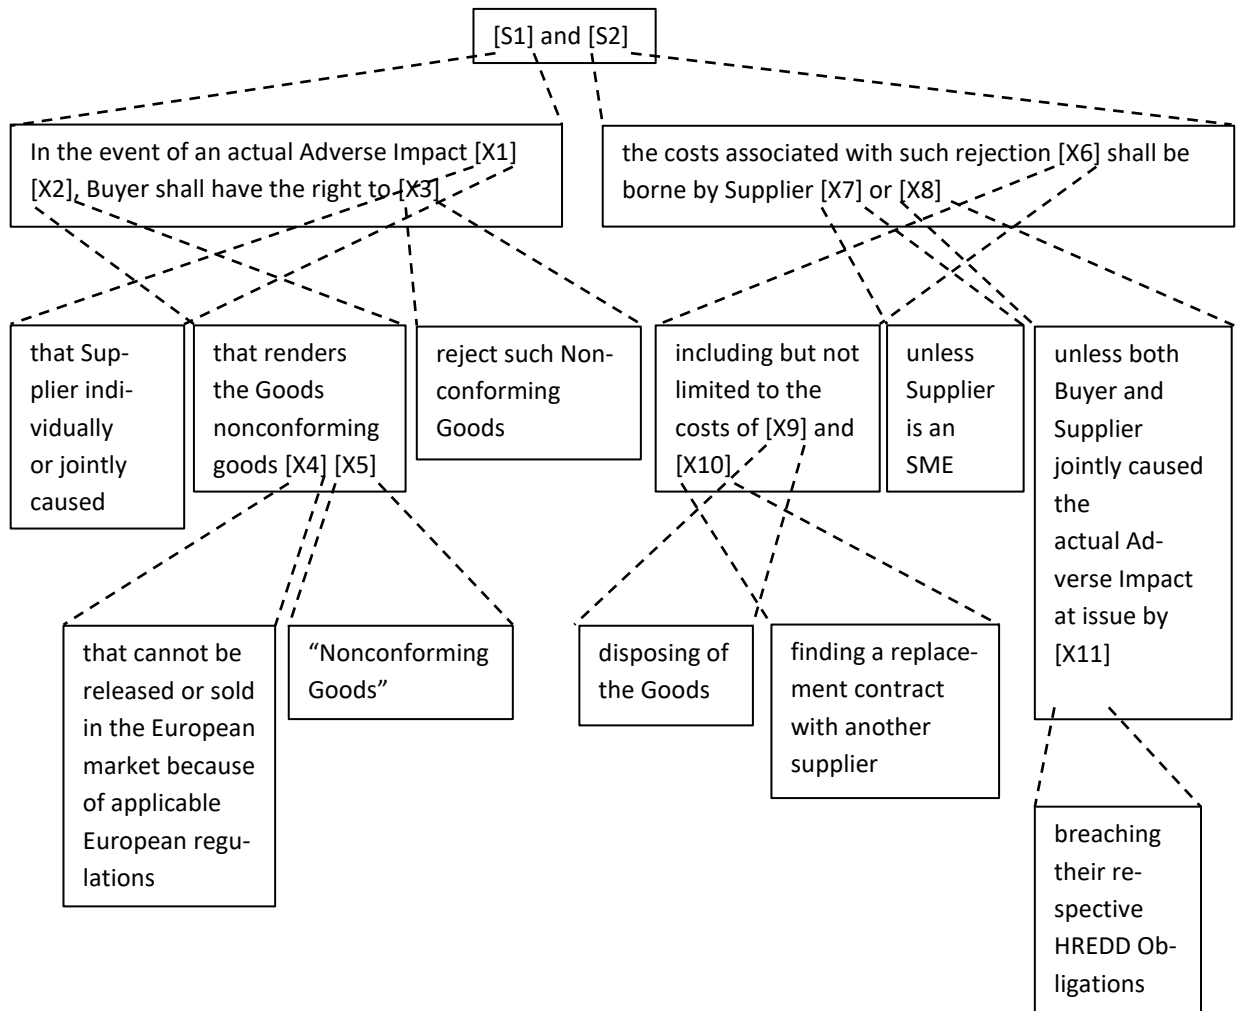 [S1] and [S2]
In the event of an actual Adverse Impact [X1]
[X2], Buyer shall have the right to [X3]
the costs associated with such rejection [X6] shall be
borne by Supplier [X7] or [X8]
that Sup-
plier indi-
vidually
or jointly
caused
that renders
the Goods
nonconforming
goods [X4] [X5]
reject such Non-
conforming
Goods
including but not
limited to the
costs of [X9] and
[X10]
unless
Supplier
is an
SME
unless both
Buyer and
Supplier
jointly caused
the
actual Ad-
verse Impact
at issue by
[X11]
that cannot be
released or sold
in the European
market because
of applicable
European regu-
lations
“Nonconforming
Goods”
disposing of
the Goods
finding a replace-
ment contract
with another
supplier
breaching
their re-
spective
HREDD Ob-
ligations